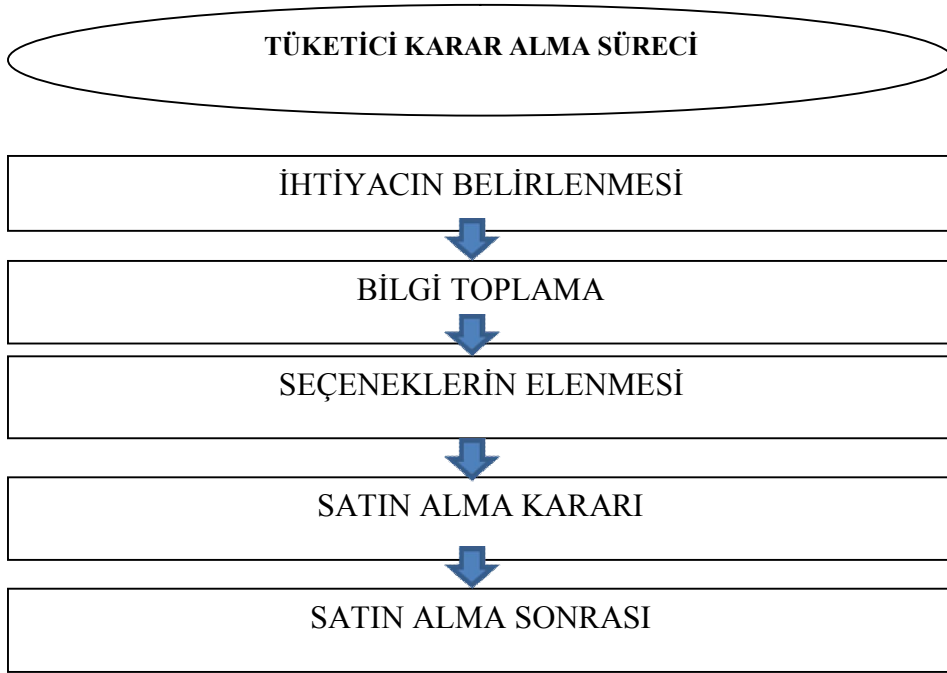 TÜKETİCİ KARAR ALMA SÜRECİ
İHTİYACIN BELİRLENMESİ
BİLGİ TOPLAMA
SEÇENEKLERİN ELENMESİ
SATIN ALMA KARARI
SATIN ALMA SONRASI